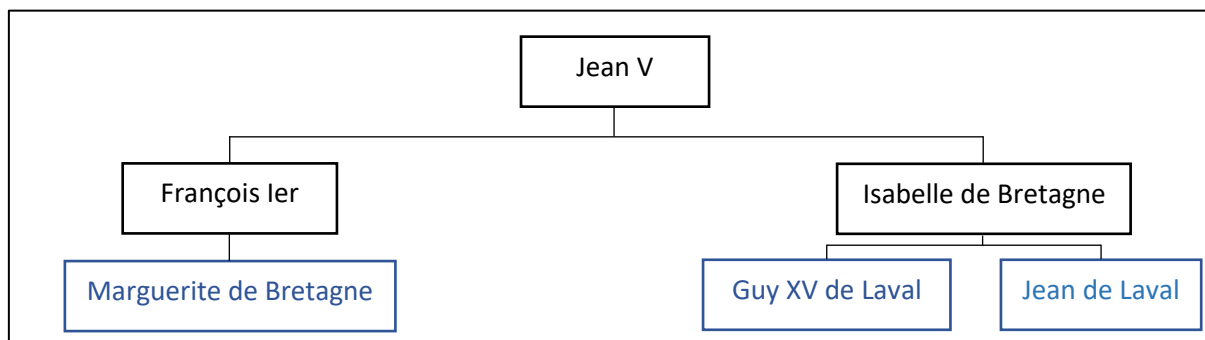 Jean V
François Ier
Isabelle de Bretagne
Marguerite de Bretagne
Guy XV de Laval
Jean de Laval